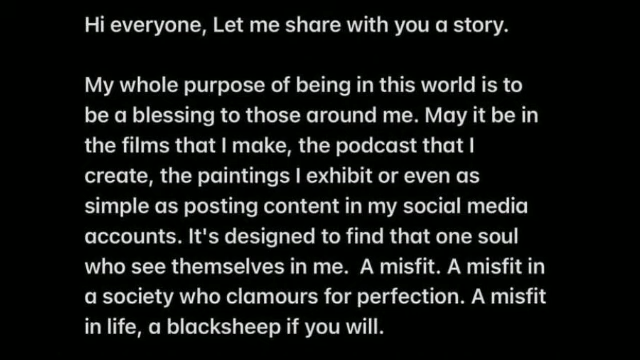 Hi everyone, Let me share with you a story.
My whole purpose of being in this world is to
be a blessing to those around me. May it be in
the films that I make, the podcast that I
create, the paintings I exhibit or even as
simple as posting content in my social media
accounts. It's designed to find that one soul
who see themselves in me.  A misfit. A misfit in
a society who clamours for perfection. A misfit
in life, a blacksheep if you will.